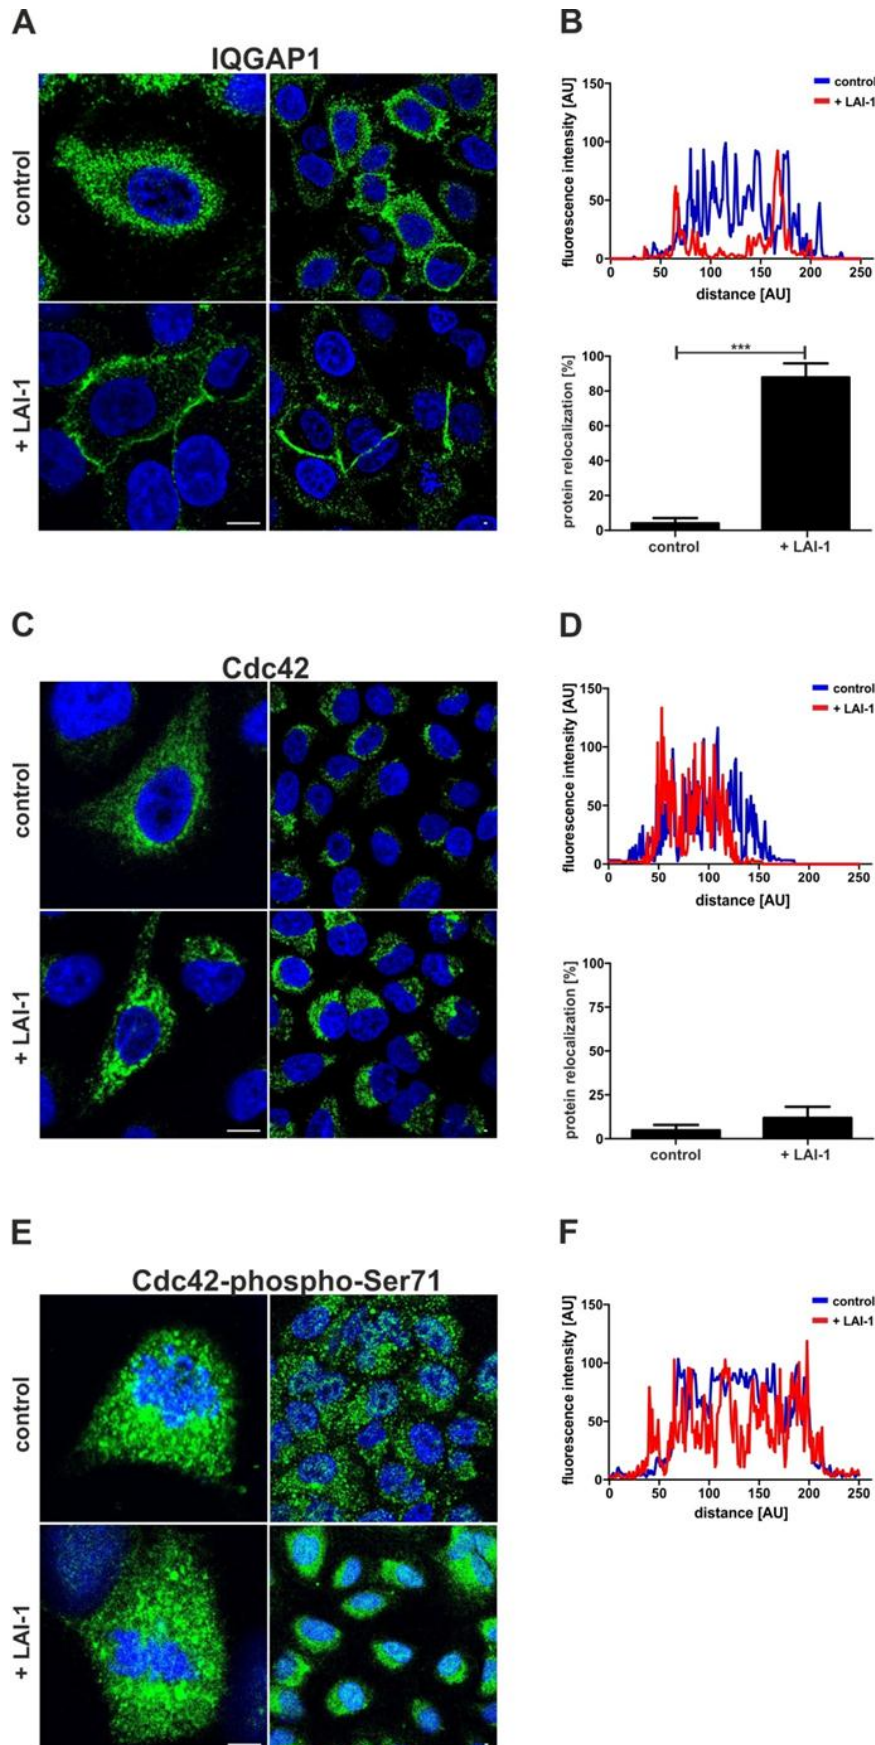 A
IQGAP1
control
+ LAI-1
B
fluorescence intensity [AU]
150
100
50
0
0 50 100 150 200 250
distance [AU]
control
+ LAI-1
protein relocalization [%]
100
80
60
40
20
0
***
control + LAI-1
C
Cdc42
control
+ LAI-1
D
fluorescence intensity [AU]
150
100
50
0
0 50 100 150 200 250
distance [AU]
control
+ LAI-1
protein relocalization [%]
100
75
50
25
0
control + LAI-1
E
Cdc42-phospho-Ser71
control
+ LAI-1
F
fluorescence intensity [AU]
150
100
50
0
0 50 100 150 200 250
distance [AU]
control
+ LAI-1